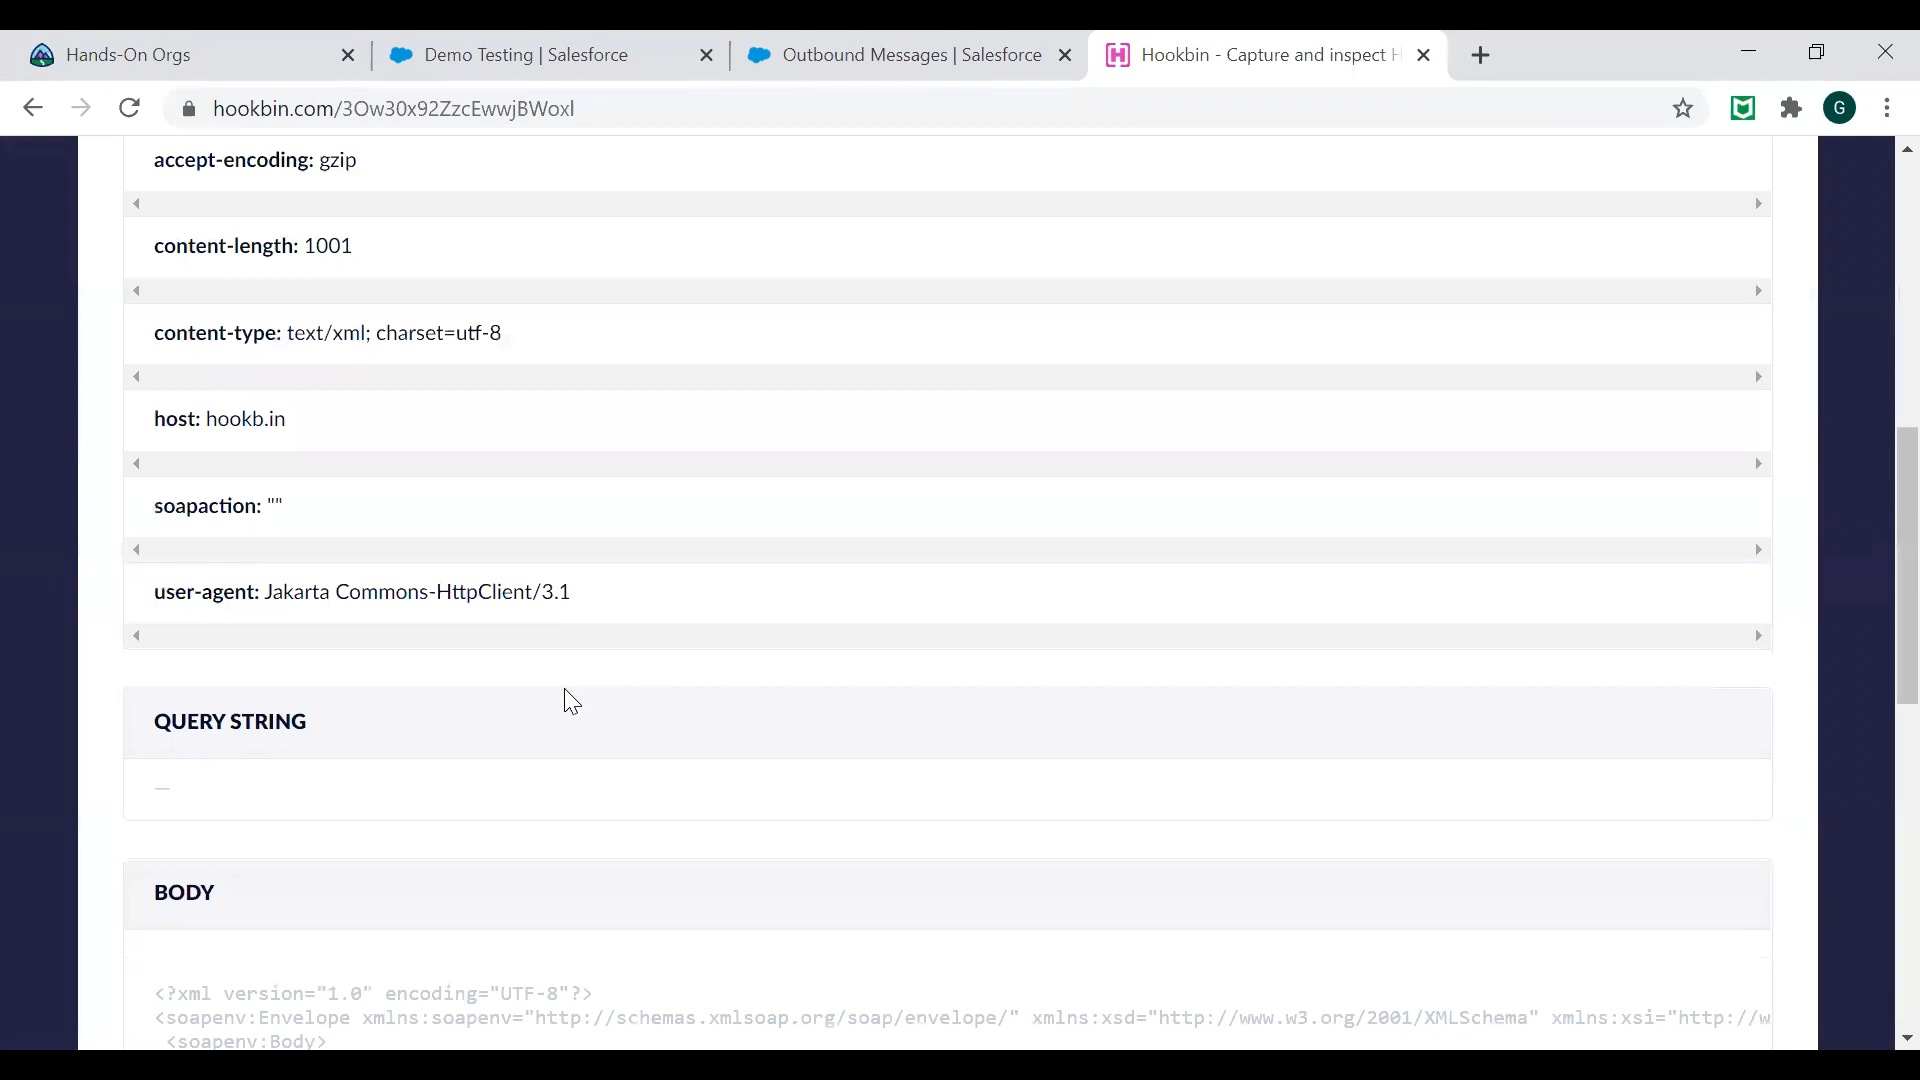 Hands-On Orgs
Demo Testing | Salesforce
Outbound Messages | Salesforce
Hookbin - Capture and inspect H
hookbin.com/3Ow30x92ZzcEwwjBWoxl
G
accept-encoding: gzip
content-length: 1001
content-type: text/xml; charset=utf-8
host: hookb.in
soapaction: ""
user-agent: Jakarta Commons-HttpClient/3.1
QUERY STRING
—
BODY
<?xml version="1.0" encoding="UTF-8"?>
<soapenv:Envelope xmlns:soapenv="http://schemas.xmlsoap.org/soap/envelope/" xmlns:xsd="http://www.w3.org/2001/XMLSchema" xmlns:xsi="http://w
<soapenv:Body>